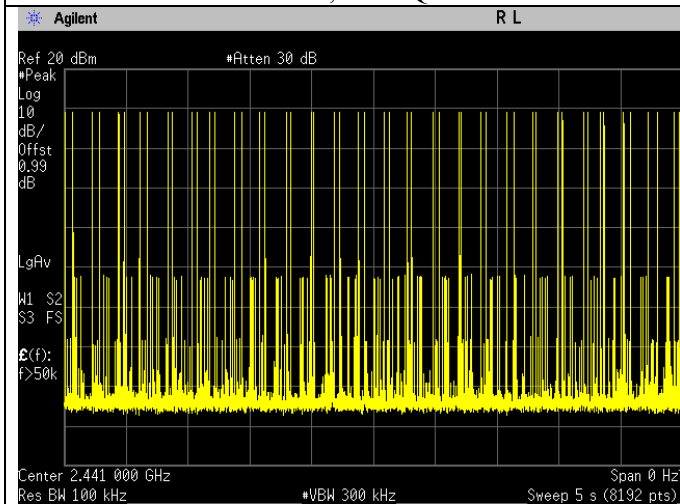 Agilent R L
Ref 20 dBm #Atten 30 dB
#Peak
Log
10
dB/
Offst
0.99
dB
LgAv
W1 S2
S3 FS
£(f):
f>50k
Center 2.441 000 GHz Span 0 Hz
Res BW 100 kHz #VBW 300 kHz Sweep 5 s (8192 pts)